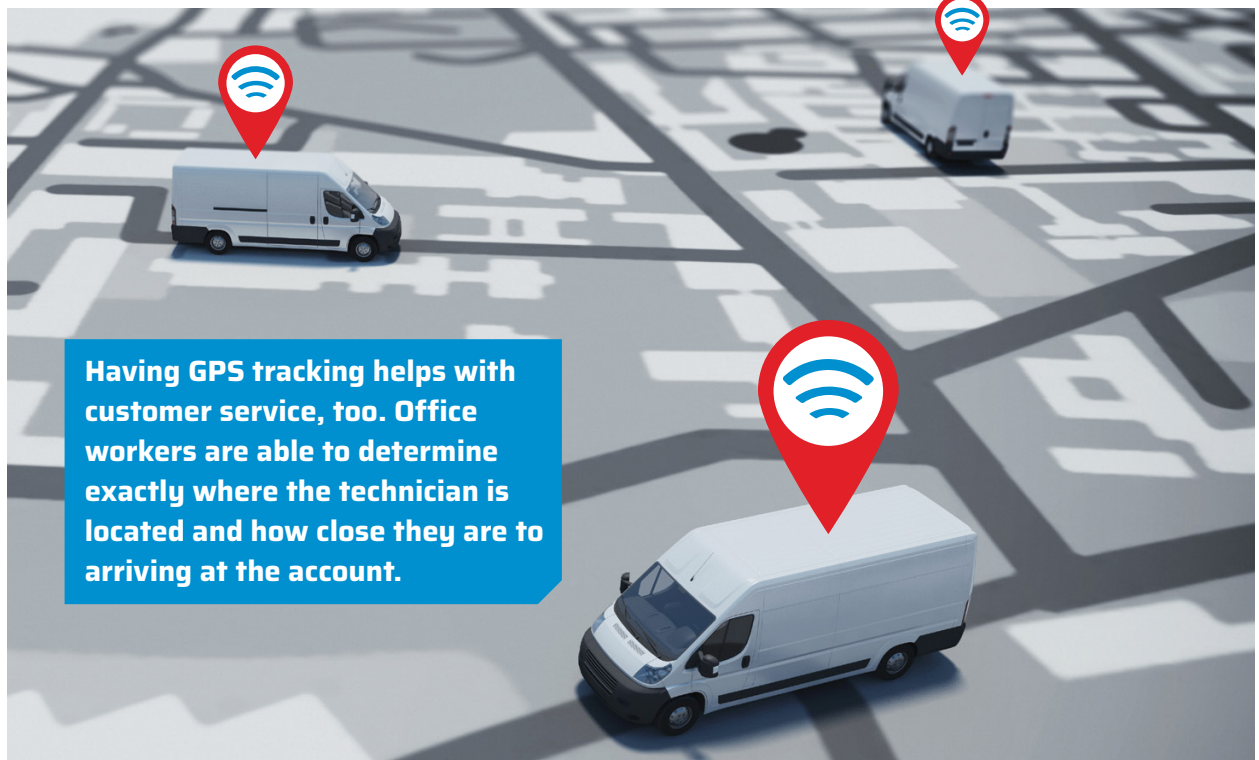 Having GPS tracking helps with
customer service, too. Office
workers are able to determine
exactly where the technician is
located and how close they are to
arriving at the account.